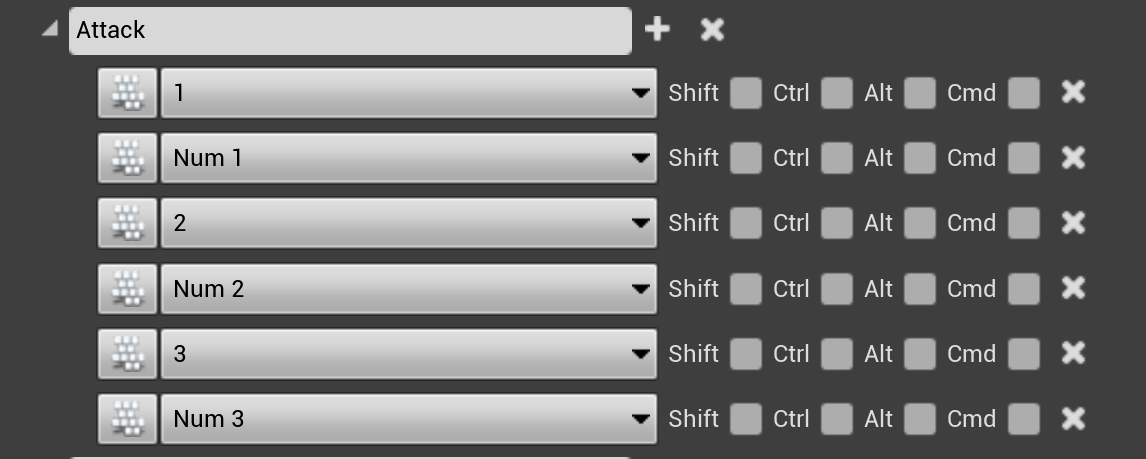 Attack
1 Shift Ctrl Alt Cmd
Num 1 Shift Ctrl Alt Cmd
2 Shift Ctrl Alt Cmd
Num 2 Shift Ctrl Alt Cmd
3 Shift Ctrl Alt Cmd
Num 3 Shift Ctrl Alt Cmd